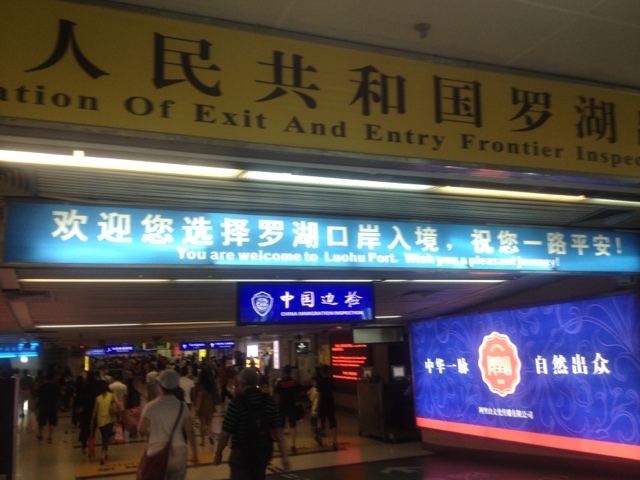 人民共和国罗湖
ation Of Exit And Entry Frontier Inspec
欢迎您选择罗湖口岸入境，祝您一路平安！
You are welcome to Luohu Port. Wish you a pleasant journey!
中国边检
CHINA IMMIGRATION INSPECTION
中华一脉
自然出众